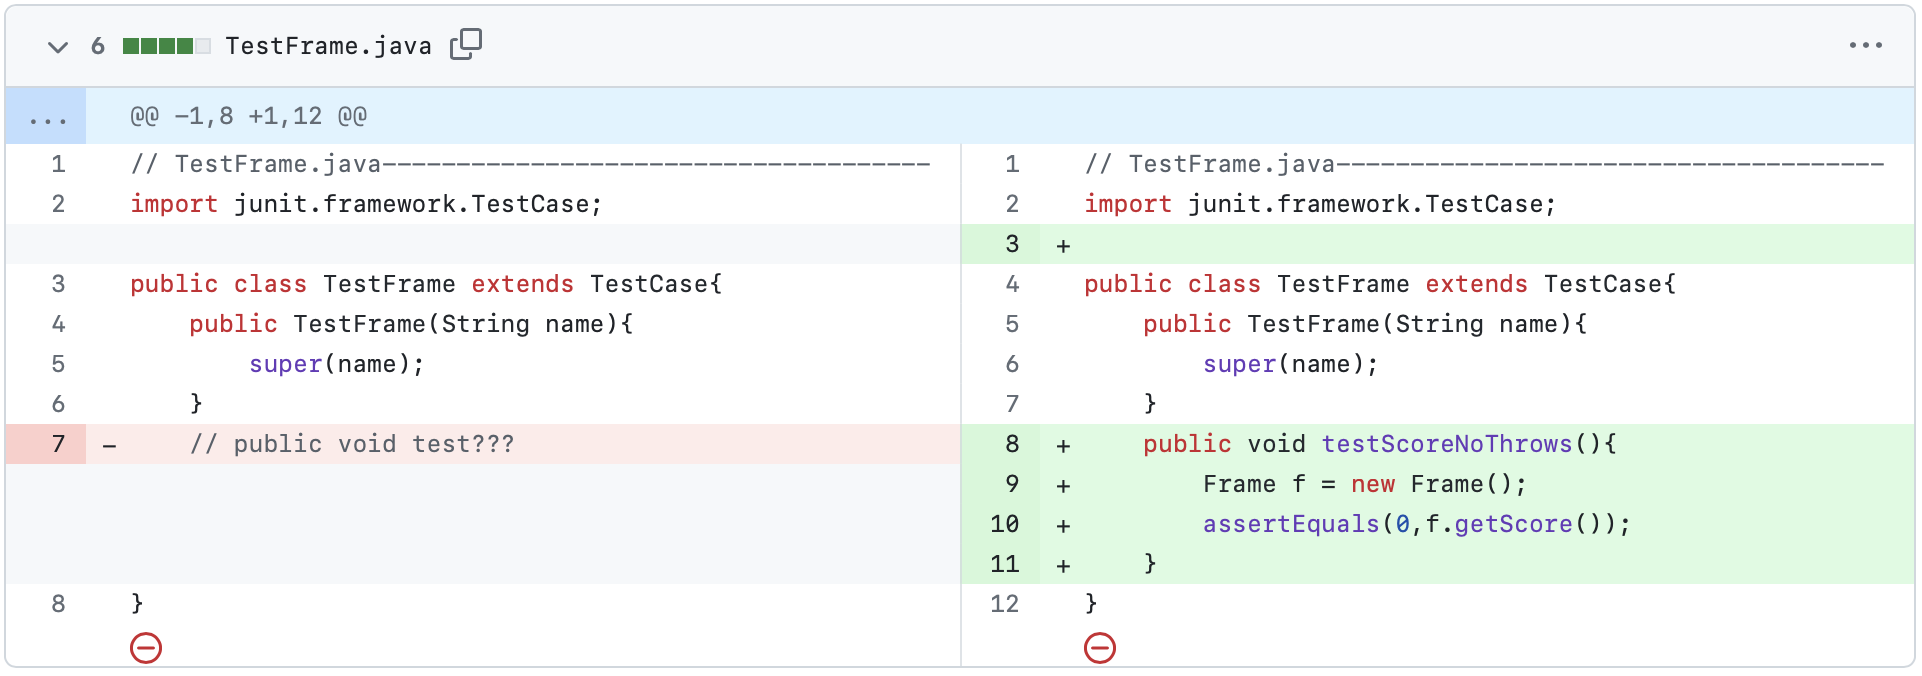 6 TestFrame.java
... @@ -1,8 +1,12 @@
1 // TestFrame.java-------------------------------------
2 import junit.framework.TestCase;
3 public class TestFrame extends TestCase{
4 public TestFrame(String name){
5 super(name);
6 }
7 - // public void test???
8 }
1 // TestFrame.java-------------------------------------
2 import junit.framework.TestCase;
3 +
4 public class TestFrame extends TestCase{
5 public TestFrame(String name){
6 super(name);
7 }
8 + public void testScoreNoThrows(){
9 + Frame f = new Frame();
10 + assertEquals(0,f.getScore());
11 + }
12 }